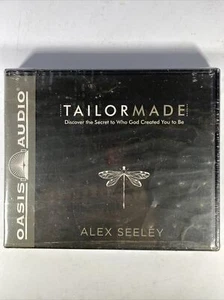 OASIS AUDIO
TAILORMADE
Discover the Secret to Who God Created You to Be
ALEX SEELEY